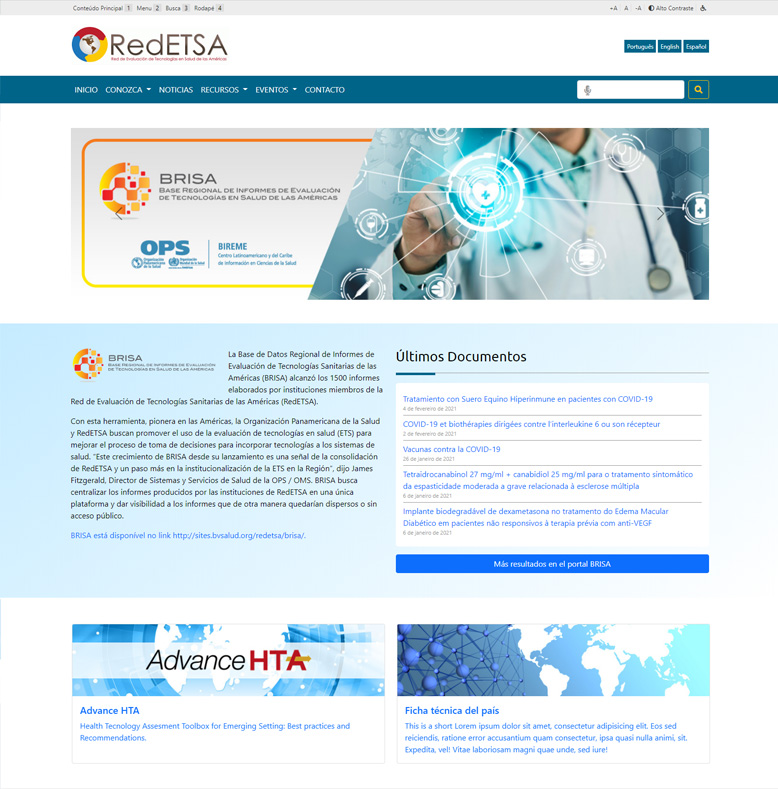 Conteúdo Principal 1 Menu 2 Busca 3 Rodapé 4
+A A -A Alto Contraste
RedETSA
Red de Evaluación de Tecnologías en Salud de las Américas
Português English Español
INICIO CONOZCA NOTICIAS RECURSOS EVENTOS CONTACTO
BRISA
BASE REGIONAL DE INFORMES DE EVALUACIÓN
DE TECNOLOGÍAS EN SALUD DE LAS AMÉRICAS
OPS
Organización
Panamericana
de la Salud
Organización
Mundial de la Salud
BIREME
Centro Latinoamericano y del Caribe
de Información en Ciencias de la Salud
BRISA
BASE REGIONAL DE INFORMES DE EVALUACIÓN
DE TECNOLOGÍAS EN SALUD DE LAS AMÉRICAS
La Base de Datos Regional de Informes de
Evaluación de Tecnologías Sanitarias de las
Américas (BRISA) alcanzó los 1500 informes
elaborados por instituciones miembros de la
Red de Evaluación de Tecnologías Sanitarias de las Américas (RedETSA).
Con esta herramienta, pionera en las Américas, la Organización Panamericana de la Salud
y RedETSA buscan promover el uso de la evaluación de tecnologías en salud (ETS) para
mejorar el proceso de toma de decisiones para incorporar tecnologías a los sistemas de
salud. "Este crecimiento de BRISA desde su lanzamiento es una señal de la consolidación
de RedETSA y un paso más en la institucionalización de la ETS en la Región", dijo James
Fitzgerald, Director de Sistemas y Servicios de Salud de la OPS / OMS. BRISA busca
centralizar los informes producidos por las instituciones de RedETSA en una única
plataforma y dar visibilidad a los informes que de otra manera quedarían dispersos o sin
acceso público.
BRISA está disponível no link http://sites.bvsalud.org/redetsa/brisa/.
Últimos Documentos
Tratamiento con Suero Equino Hiperinmune en pacientes con COVID-19
4 de fevereiro de 2021
COVID-19 et biothérapies dirigées contre l'interleukine 6 ou son récepteur
2 de fevereiro de 2021
Vacunas contra la COVID-19
26 de janeiro de 2021
Tetraidrocanabinol 27 mg/ml + canabidiol 25 mg/ml para o tratamento sintomático
da espasticidade moderada a grave relacionada à esclerose múltipla
6 de janeiro de 2021
Implante biodegradável de dexametasona no tratamento do Edema Macular
Diabético em pacientes não responsivos à terapia prévia com anti-VEGF
6 de janeiro de 2021
Más resultados en el portal BRISA
Advance HTA
Advance HTA
Health Tecnology Assesment Toolbox for Emerging Setting: Best practices and
Recommendations.
Ficha técnica del país
This is a short Lorem ipsum dolor sit amet, consectetur adipisicing elit. Eos sed
reiciendis, ratione error accusantium quam consectetur, ipsa quasi nulla animi, sit.
Expedita, vel! Vitae laboriosam magni quae unde, sed iure!